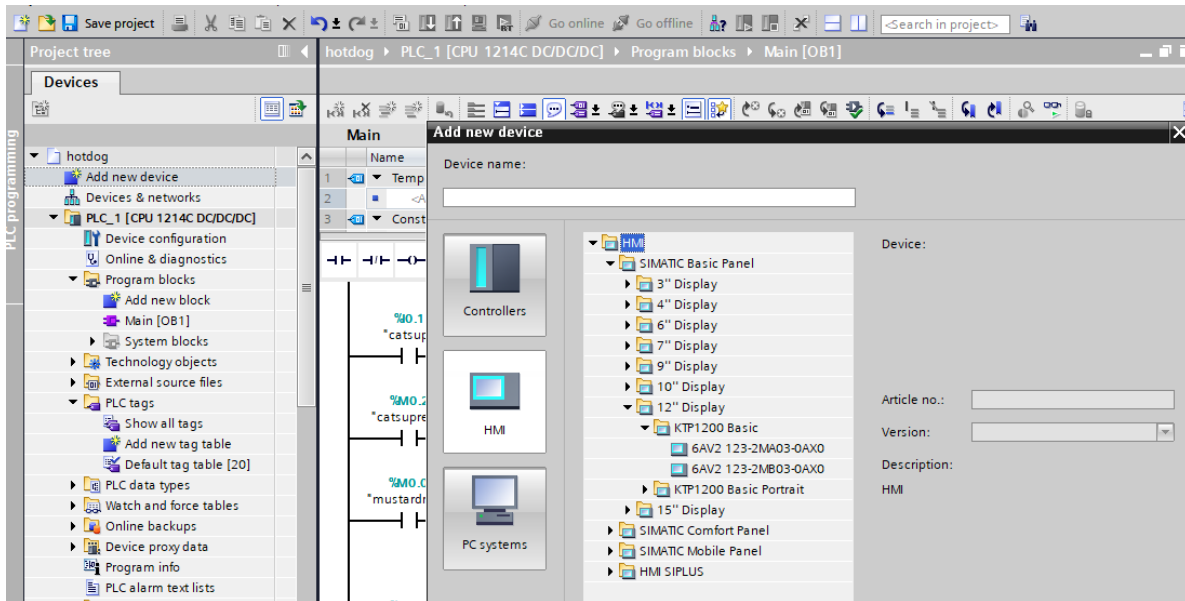 Save project
Go online
Go offline
<Search in project>
Project tree
hotdog
PLC_1 [CPU 1214C DC/DC/DC]
Program blocks
Main [OB1]
Devices
PLC programming
hotdog
Add new device
Devices & networks
PLC_1 [CPU 1214C DC/DC/DC]
Device configuration
Online & diagnostics
Program blocks
Add new block
Main [OB1]
System blocks
Technology objects
External source files
PLC tags
Show all tags
Add new tag table
Default tag table [20]
PLC data types
Watch and force tables
Online backups
Device proxy data
Program info
PLC alarm text lists
Main
Name
1 Temp
2 <A
3 Const
%I0.1
"catsup
%M0.2
"catsupre
%M0.0
"mustardr
Add new device
Device name:
Controllers
HMI
PC systems
HMI
SIMATIC Basic Panel
3" Display
4" Display
6" Display
7" Display
9" Display
10" Display
12" Display
KTP1200 Basic
6AV2 123-2MA03-0AX0
6AV2 123-2MB03-0AX0
KTP1200 Basic Portrait
15" Display
SIMATIC Comfort Panel
SIMATIC Mobile Panel
HMI SIPLUS
Device:
Article no.:
Version:
Description:
HMI